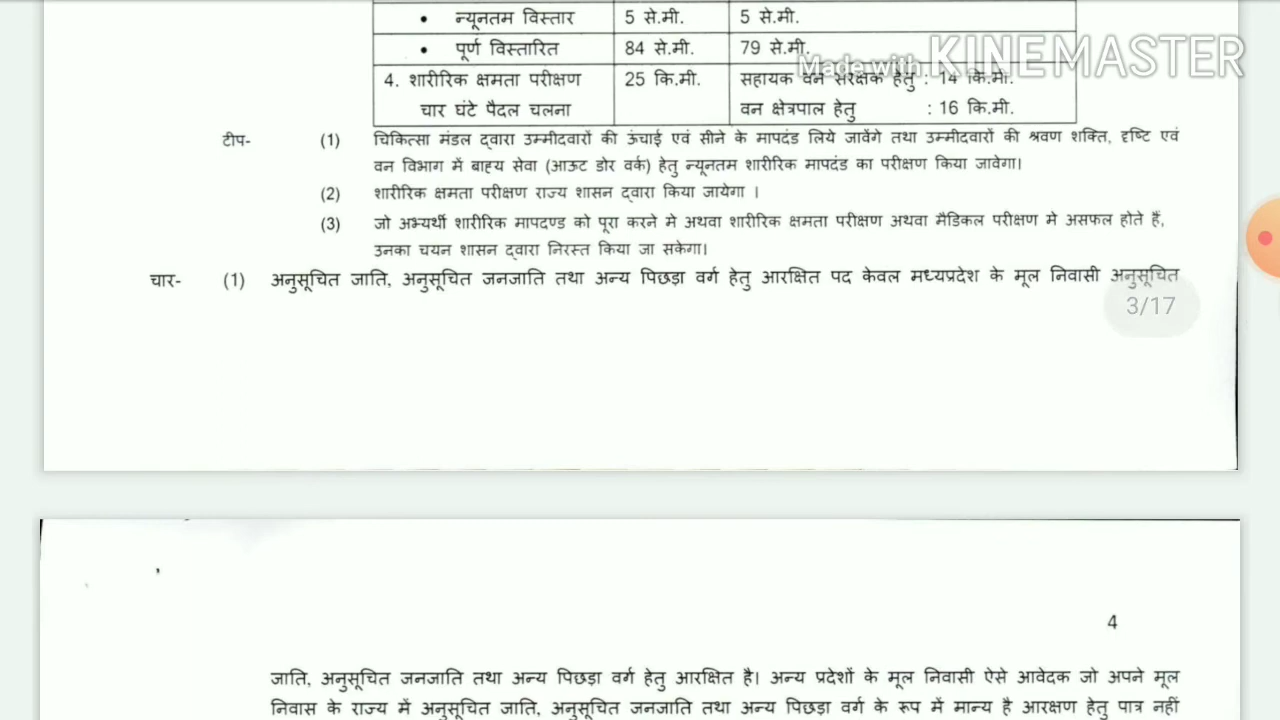 • न्यूनतम विस्तार 5 से.मी. 5 से.मी.
• पूर्ण विस्तारित 84 से.मी. 79 से.मी.
Made with KINEMASTER
4. शारीरिक क्षमता परीक्षण 25 कि.मी. सहायक वन संरक्षक हेतु : 14 कि.मी.
चार घंटे पैदल चलना वन क्षेत्रपाल हेतु : 16 कि.मी.
टीप- (1) चिकित्सा मंडल द्वारा उम्मीदवारों की ऊंचाई एवं सीने के मापदंड लिये जावेंगे तथा उम्मीदवारों की श्रवण शक्ति, दृष्टि एवं
वन विभाग में बाह्य सेवा (आऊट डोर वर्क) हेतु न्यूनतम शारीरिक मापदंड का परीक्षण किया जावेगा।
(2) शारीरिक क्षमता परीक्षण राज्य शासन द्वारा किया जायेगा ।
(3) जो अभ्यर्थी शारीरिक मापदण्ड को पूरा करने मे अथवा शारीरिक क्षमता परीक्षण अथवा मैडिकल परीक्षण मे असफल होते हैं,
उनका चयन शासन द्वारा निरस्त किया जा सकेगा।
चार- (1) अनुसूचित जाति, अनुसूचित जनजाति तथा अन्य पिछड़ा वर्ग हेतु आरक्षित पद केवल मध्यप्रदेश के मूल निवासी अनुसूचित
3/17
4
जाति, अनुसूचित जनजाति तथा अन्य पिछड़ा वर्ग हेतु आरक्षित है। अन्य प्रदेशों के मूल निवासी ऐसे आवेदक जो अपने मूल
निवास के राज्य में अनुसूचित जाति, अनुसूचित जनजाति तथा अन्य पिछड़ा वर्ग के रूप में मान्य है आरक्षण हेतु पात्र नहीं